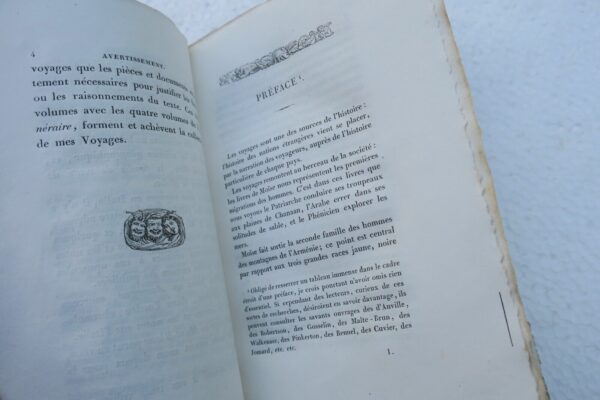 4 AVERTISSEMENT.
voyages que les pièces et documens
tement nécessaires pour justifier les
ou les raisonnements du texte. Ces
volumes avec les quatre volumes de
néraire, forment et achèvent la
de mes Voyages.
PRÉFACE¹.
Les voyages sont une des sources de l'histoire :
l'histoire des nations étrangères vient se placer,
par la narration des voyageurs, auprès de l'histoire
particulière de chaque pays.
Les voyages remontent au berceau de la société :
les livres de Moïse nous représentent les premières
migrations des hommes. C'est dans ces livres que
nous voyons le Patriarche conduire ses troupeaux
aux plaines de Chanaan, l'Arabe errer dans ses
solitudes de sable, et le Phénicien explorer les
mers.
Moïse fait sortir la seconde famille des hommes
des montagnes de l'Arménie; ce point est central
par rapport aux trois grandes races jaune, noire
¹ Obligé de resserrer un tableau immense dans le cadre
étroit d'une préface, je crois pourtant n'avoir omis rien
d'essentiel. Si cependant des lecteurs, curieux de ces
sortes de recherches, désiroient en savoir davantage, ils
peuvent consulter les savants ouvrages des d'Anville,
des Robertson, des Gosselin, des Malte-Brun, des
Walkenaer, des Pinkerton, des Rennel, des Cuvier, des
Jomard, etc. etc.
1.